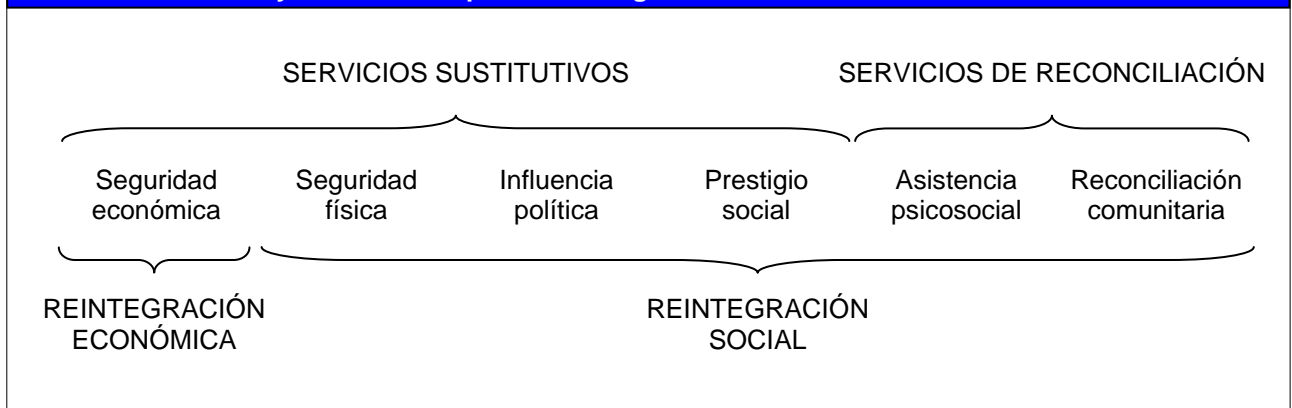 SERVICIOS SUSTITUTIVOS
SERVICIOS DE RECONCILIACIÓN
Seguridad económica
Seguridad física
Influencia política
Prestigio social
Asistencia psicosocial
Reconciliación comunitaria
REINTEGRACIÓN ECONÓMICA
REINTEGRACIÓN SOCIAL